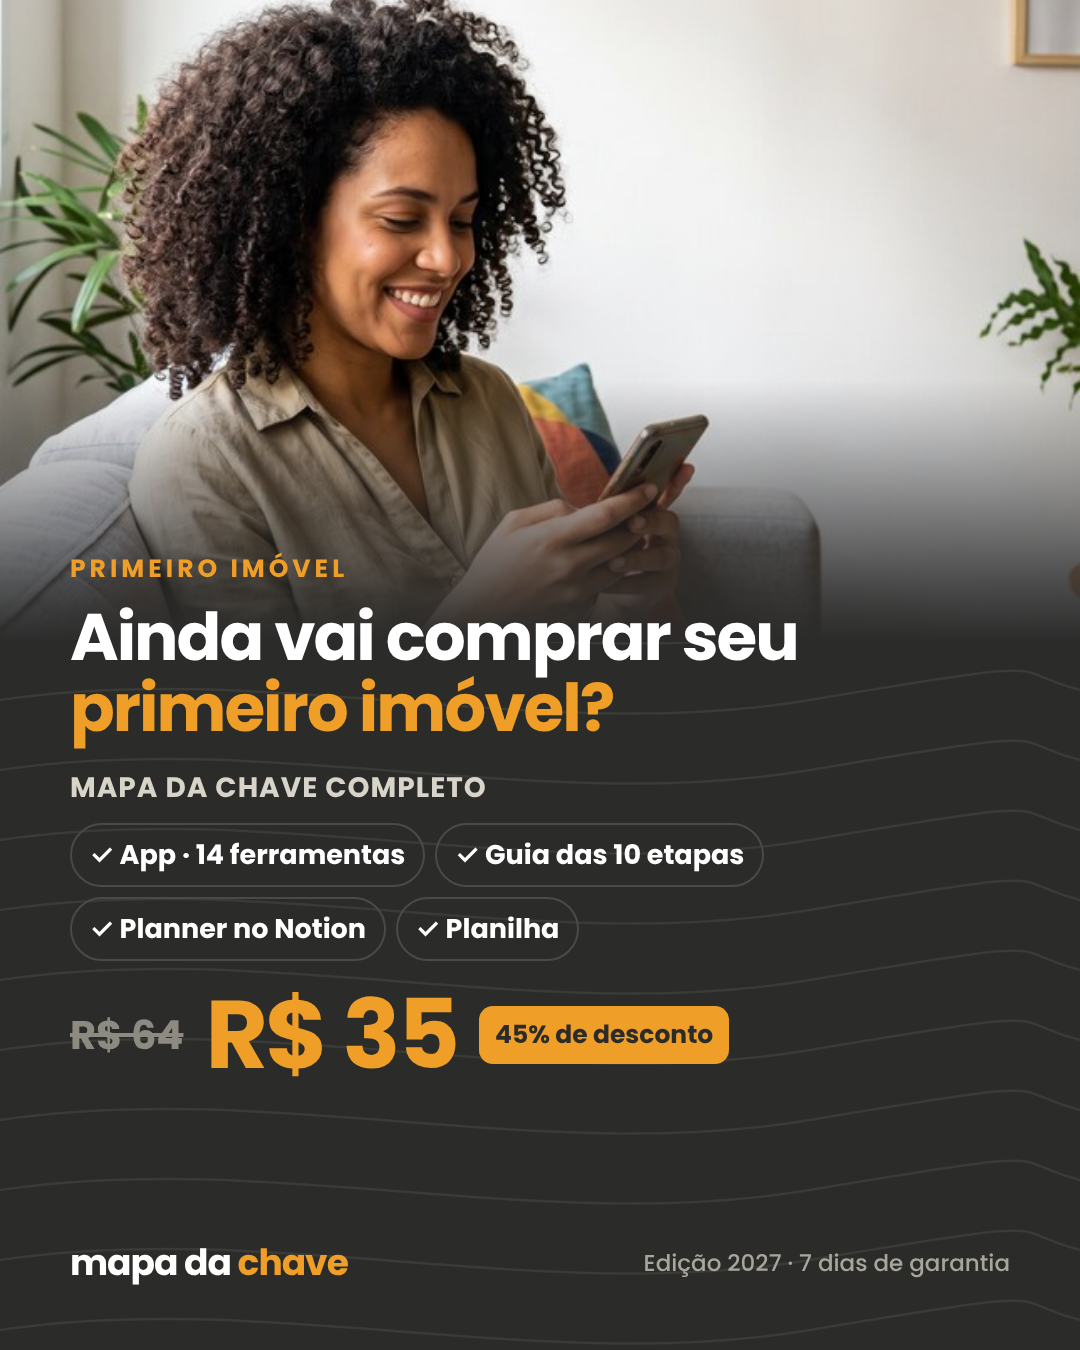 PRIMEIRO IMÓVEL
Ainda vai comprar seu
primeiro imóvel?
MAPA DA CHAVE COMPLETO
✓ App · 14 ferramentas ✓ Guia das 10 etapas
✓ Planner no Notion ✓ Planilha
R$ 64 R$ 35 45% de desconto
mapa da chave Edição 2027 · 7 dias de garantia